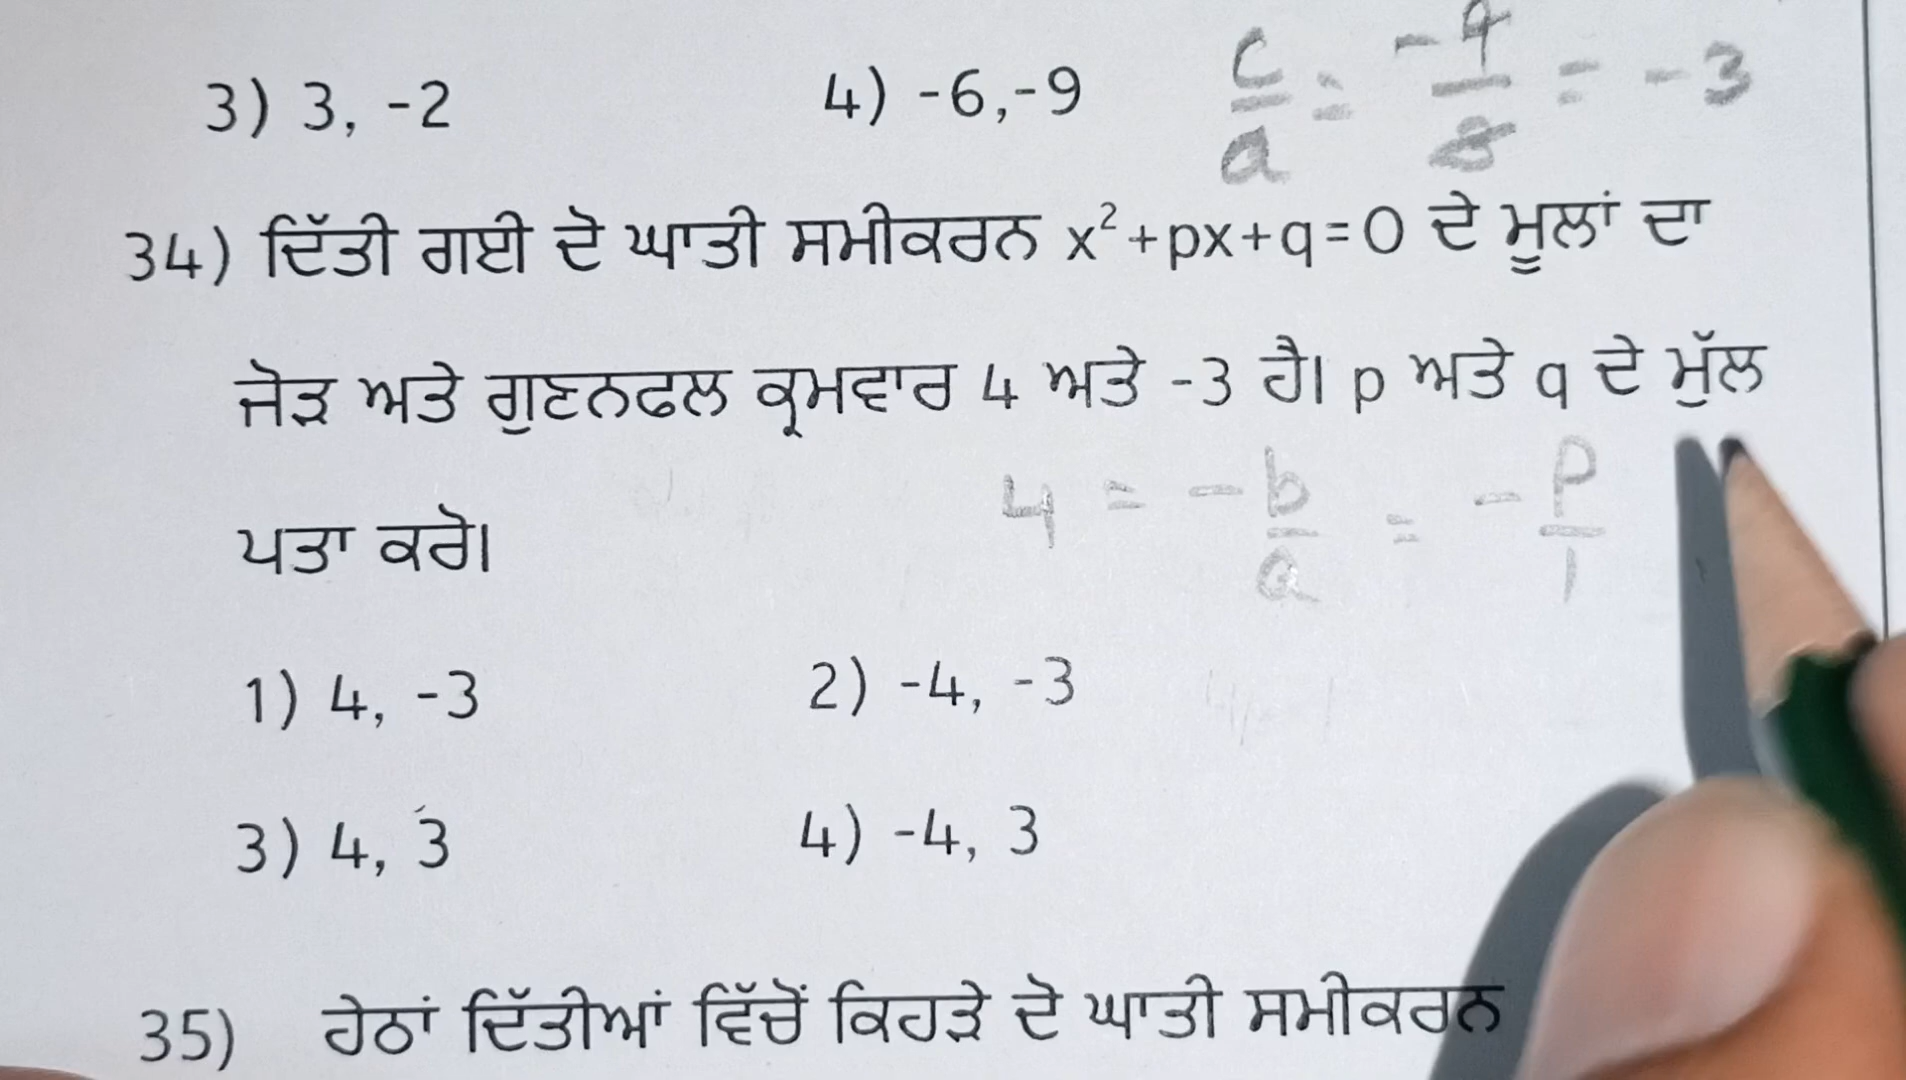 3) 3, -2 4) -6,-9 c/a = -9/3 = -3
34) ਦਿੱਤੀ ਗਈ ਦੋ ਘਾਤੀ ਸਮੀਕਰਨ x²+px+q=0 ਦੇ ਮੂਲਾਂ ਦਾ
ਜੋੜ ਅਤੇ ਗੁਣਨਫਲ ਕ੍ਰਮਵਾਰ 4 ਅਤੇ -3 ਹੈ। p ਅਤੇ q ਦੇ ਮੁੱਲ
ਪਤਾ ਕਰੋ। 4 = -b/a = -P/1
1) 4, -3 2) -4, -3
3) 4, 3 4) -4, 3
35) ਹੇਠਾਂ ਦਿੱਤੀਆਂ ਵਿੱਚੋਂ ਕਿਹੜੇ ਦੋ ਘਾਤੀ ਸਮੀਕਰਨ